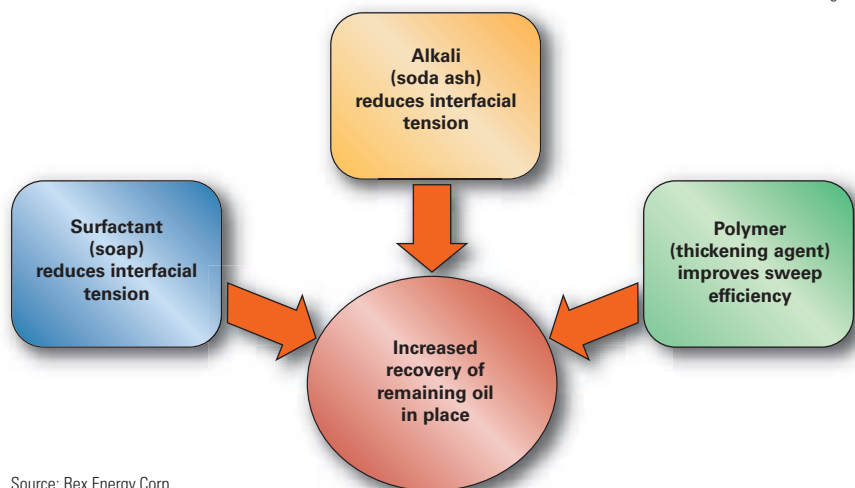 Alkali
(soda ash)
reduces interfacial
tension
Surfactant
(soap)
reduces interfacial
tension
Polymer
(thickening agent)
improves sweep
efficiency
Increased
recovery of
remaining oil
in place
Source: Rex Energy Corp.